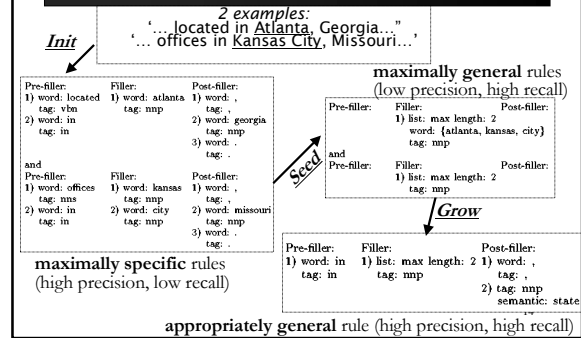 2 examples:
‘… located in Atlanta, Georgia…”
‘… offices in Kansas City, Missouri…’
Init
Pre-filler: Filler: Post-filler:
1) word: located 1) word: atlanta 1) word: ,
tag: vbn tag: nnp tag: ,
2) word: in 2) word: georgia
tag: in tag: nnp
3) word: .
tag: .
and
Pre-filler: Filler: Post-filler:
1) word: offices 1) word: kansas 1) word: ,
tag: nns tag: nnp tag: ,
2) word: in 2) word: city 2) word: missouri
tag: in tag: nnp tag: nnp
3) word: .
tag: .
maximally specific rules
(high precision, low recall)
Seed
maximally general rules
(low precision, high recall)
Pre-filler: Filler: Post-filler:
1) list: max length: 2
word: {atlanta, kansas, city}
tag: nnp
and
Pre-filler: Filler: Post-filler:
1) list: max length: 2
tag: nnp
Grow
Pre-filler: Filler: Post-filler:
1) word: in 1) list: max length: 2 1) word: ,
tag: in tag: nnp tag: ,
2) tag: nnp
semantic: state
appropriately general rule (high precision, high recall)